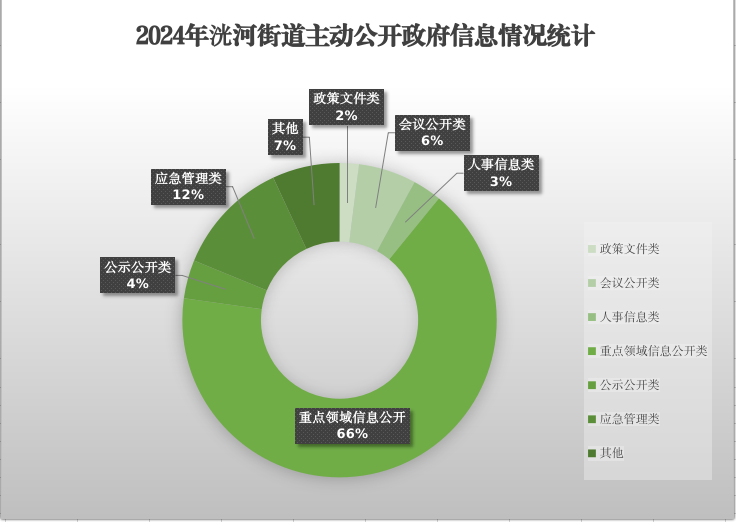 2024年洸河街道主动公开政府信息情况统计
政策文件类
2%
会议公开类
6%
其他
7%
人事信息类
3%
应急管理类
12%
公示公开类
4%
重点领域信息公开
66%
政策文件类
会议公开类
人事信息类
重点领域信息公开类
公示公开类
应急管理类
其他